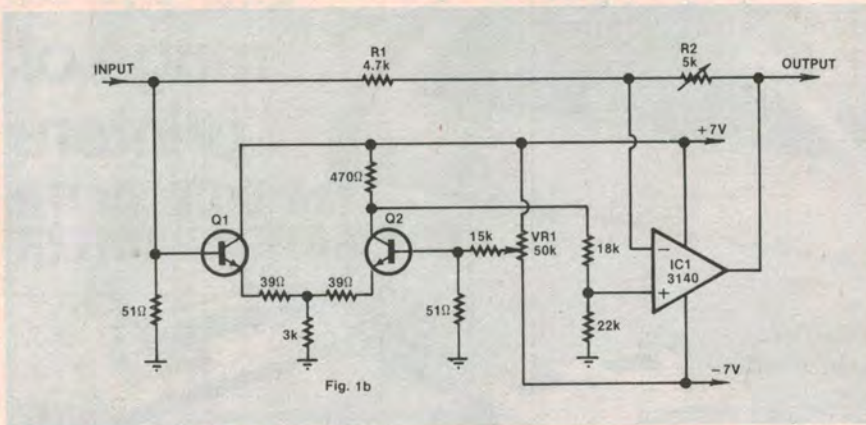 INPUT
R1
4.7k
R2
5k
OUTPUT
+7V
470Ω
Q1
Q2
15k
VR1
50k
18k
IC1
3140
−
+
39Ω
39Ω
51Ω
3k
51Ω
22k
−7V
Fig. 1b